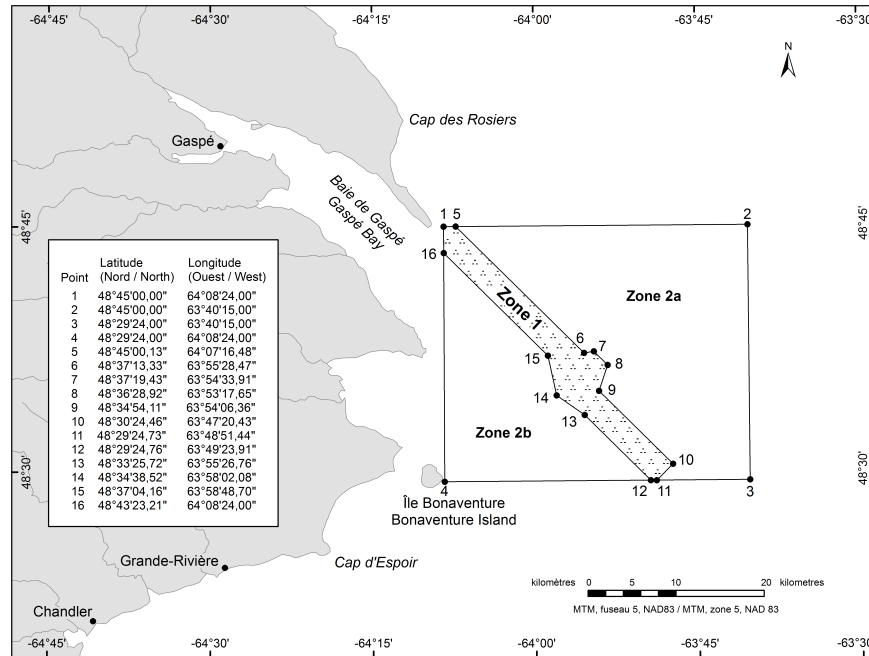 -64°45' -64°30' -64°15' -64°00' -63°45' -63°30'
N
Cap des Rosiers
Gaspé
Baie de Gaspé
Gaspé Bay
48°45' 48°45'
1 5 2
16
Zone 1
Zone 2a
6 7
8
15
9
14
13
Zone 2b
10
12 11
4 3
48°30' 48°30'
Latitude Longitude
Point (Nord / North) (Ouest / West)
1 48°45'00,00" 64°08'24,00"
2 48°45'00,00" 63°40'15,00"
3 48°29'24,00" 63°40'15,00"
4 48°29'24,00" 64°08'24,00"
5 48°45'00,13" 64°07'16,48"
6 48°37'13,33" 63°55'28,47"
7 48°37'19,43" 63°54'33,91"
8 48°36'28,92" 63°53'17,65"
9 48°34'54,11" 63°54'06,36"
10 48°30'24,46" 63°47'20,43"
11 48°29'24,73" 63°48'51,44"
12 48°29'24,76" 63°49'23,91"
13 48°33'25,72" 63°55'26,76"
14 48°34'38,52" 63°58'02,08"
15 48°37'04,16" 63°58'48,70"
16 48°43'23,21" 64°08'24,00"
Île Bonaventure
Bonaventure Island
Grande-Rivière
Cap d'Espoir
Chandler
kilomètres 0 5 10 20 kilometres
MTM, fuseau 5, NAD83 / MTM, zone 5, NAD 83
-64°45' -64°30' -64°15' -64°00' -63°45' -63°30'